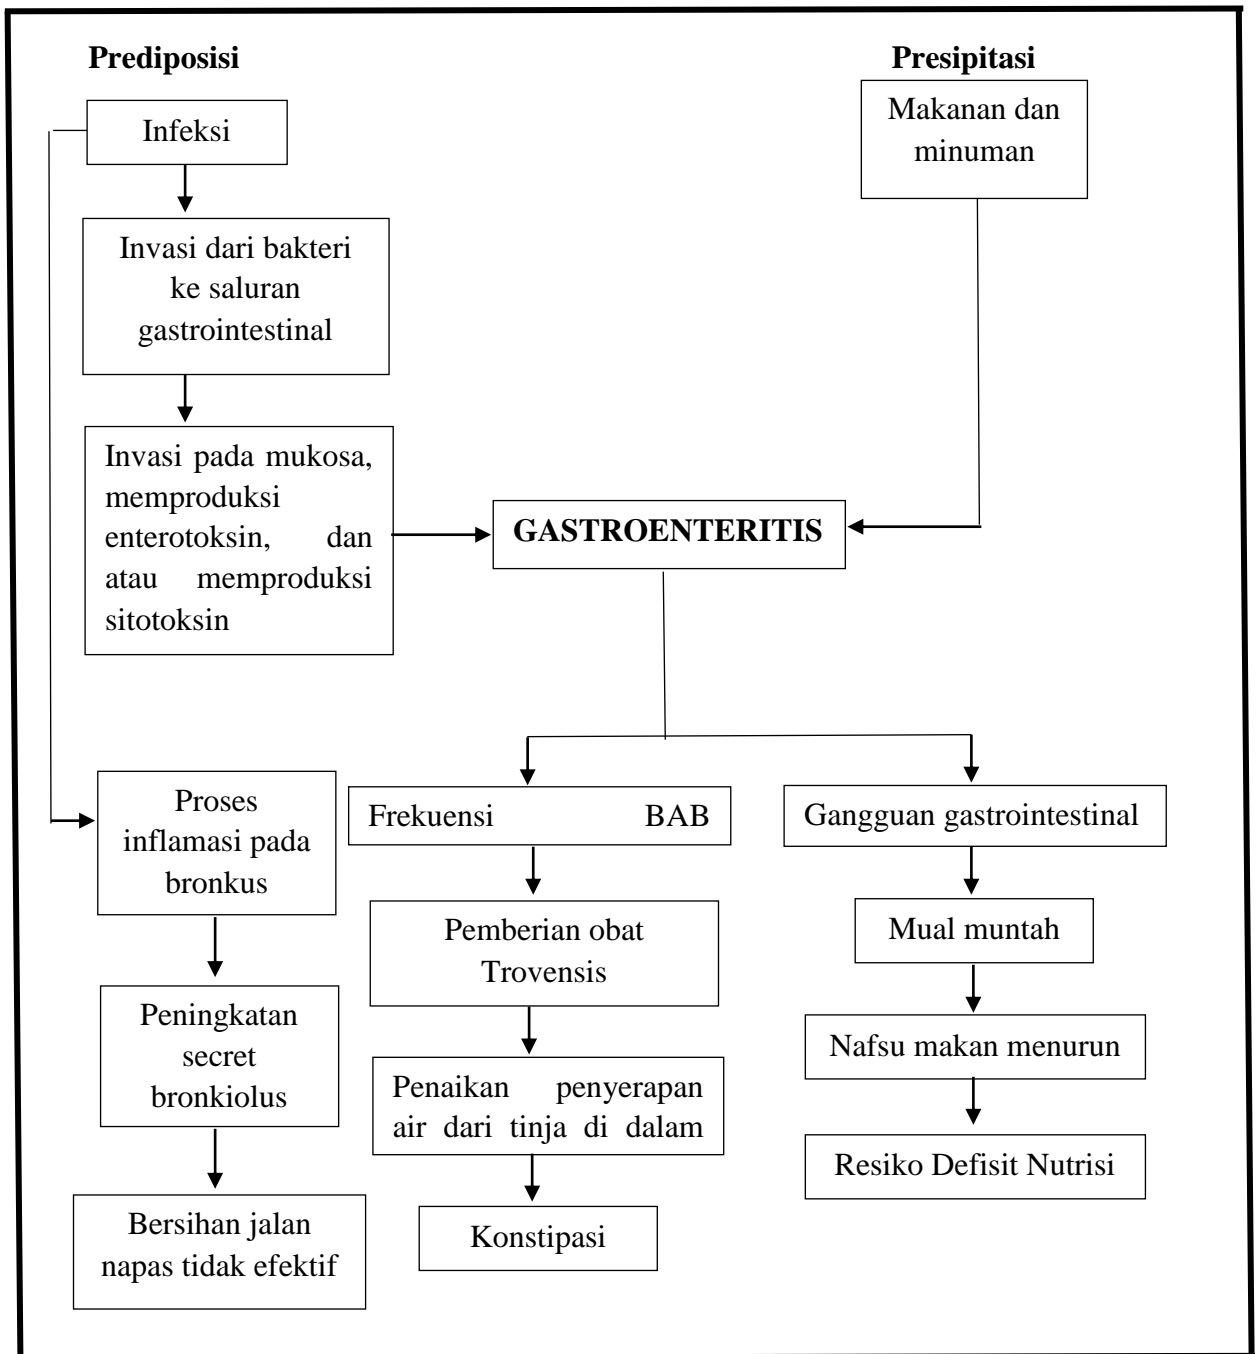 Prediposisi
Presipitasi
Infeksi
Makanan dan
minuman
Invasi dari bakteri
ke saluran
gastrointestinal
Invasi pada mukosa,
memproduksi
enterotoksin, dan
atau memproduksi
sitotoksin
GASTROENTERITIS
Proses
inflamasi pada
bronkus
Peningkatan
secret
bronkiolus
Bersihan jalan
napas tidak efektif
Frekuensi BAB
Pemberian obat
Trovensis
Penaikan penyerapan
air dari tinja di dalam
Konstipasi
Gangguan gastrointestinal
Mual muntah
Nafsu makan menurun
Resiko Defisit Nutrisi